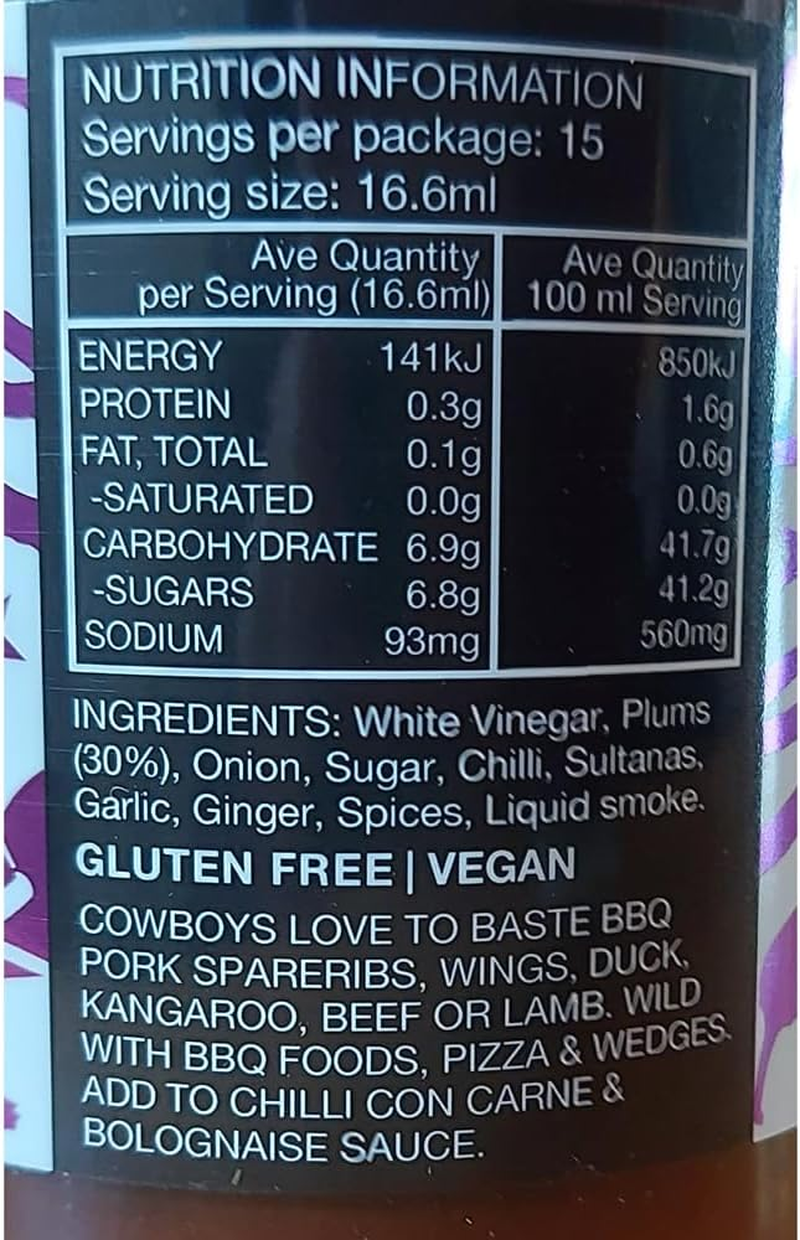 NUTRITION INFORMATION
Servings per package: 15
Serving size: 16.6ml
Ave Quantity per Serving (16.6ml) Ave Quantity 100 ml Serving
ENERGY 141kJ 850kJ
PROTEIN 0.3g 1.6g
FAT, TOTAL 0.1g 0.6g
-SATURATED 0.0g 0.0g
CARBOHYDRATE 6.9g 41.7g
-SUGARS 6.8g 41.2g
SODIUM 93mg 560mg
INGREDIENTS: White Vinegar, Plums
(30%), Onion, Sugar, Chilli, Sultanas,
Garlic, Ginger, Spices, Liquid smoke.
GLUTEN FREE | VEGAN
COWBOYS LOVE TO BASTE BBQ
PORK SPARERIBS, WINGS, DUCK,
KANGAROO, BEEF OR LAMB. WILD
WITH BBQ FOODS, PIZZA & WEDGES.
ADD TO CHILLI CON CARNE &
BOLOGNAISE SAUCE.